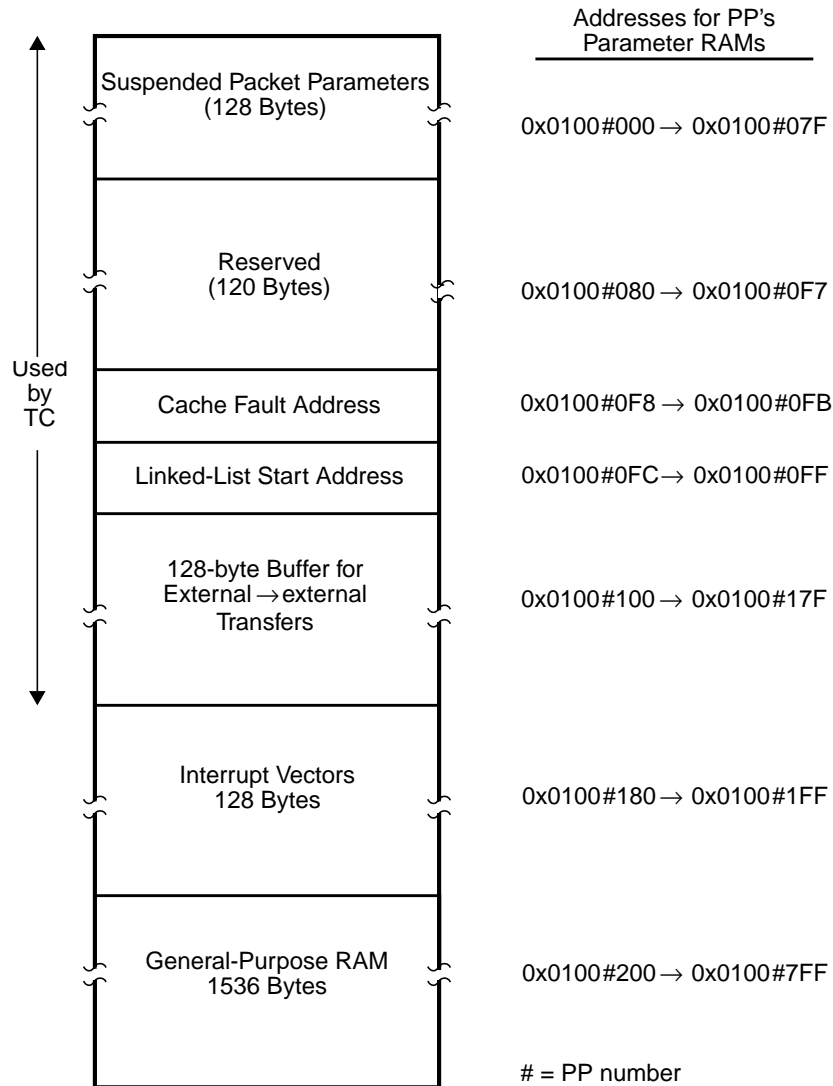 Addresses for PP's
Parameter RAMs
Suspended Packet Parameters
(128 Bytes)
0x0100#000 → 0x0100#07F
Reserved
(120 Bytes)
0x0100#080 → 0x0100#0F7
Used
by
TC
Cache Fault Address
0x0100#0F8 → 0x0100#0FB
Linked-List Start Address
0x0100#0FC → 0x0100#0FF
128-byte Buffer for
External → external
Transfers
0x0100#100 → 0x0100#17F
Interrupt Vectors
128 Bytes
0x0100#180 → 0x0100#1FF
General-Purpose RAM
1536 Bytes
0x0100#200 → 0x0100#7FF
# = PP number